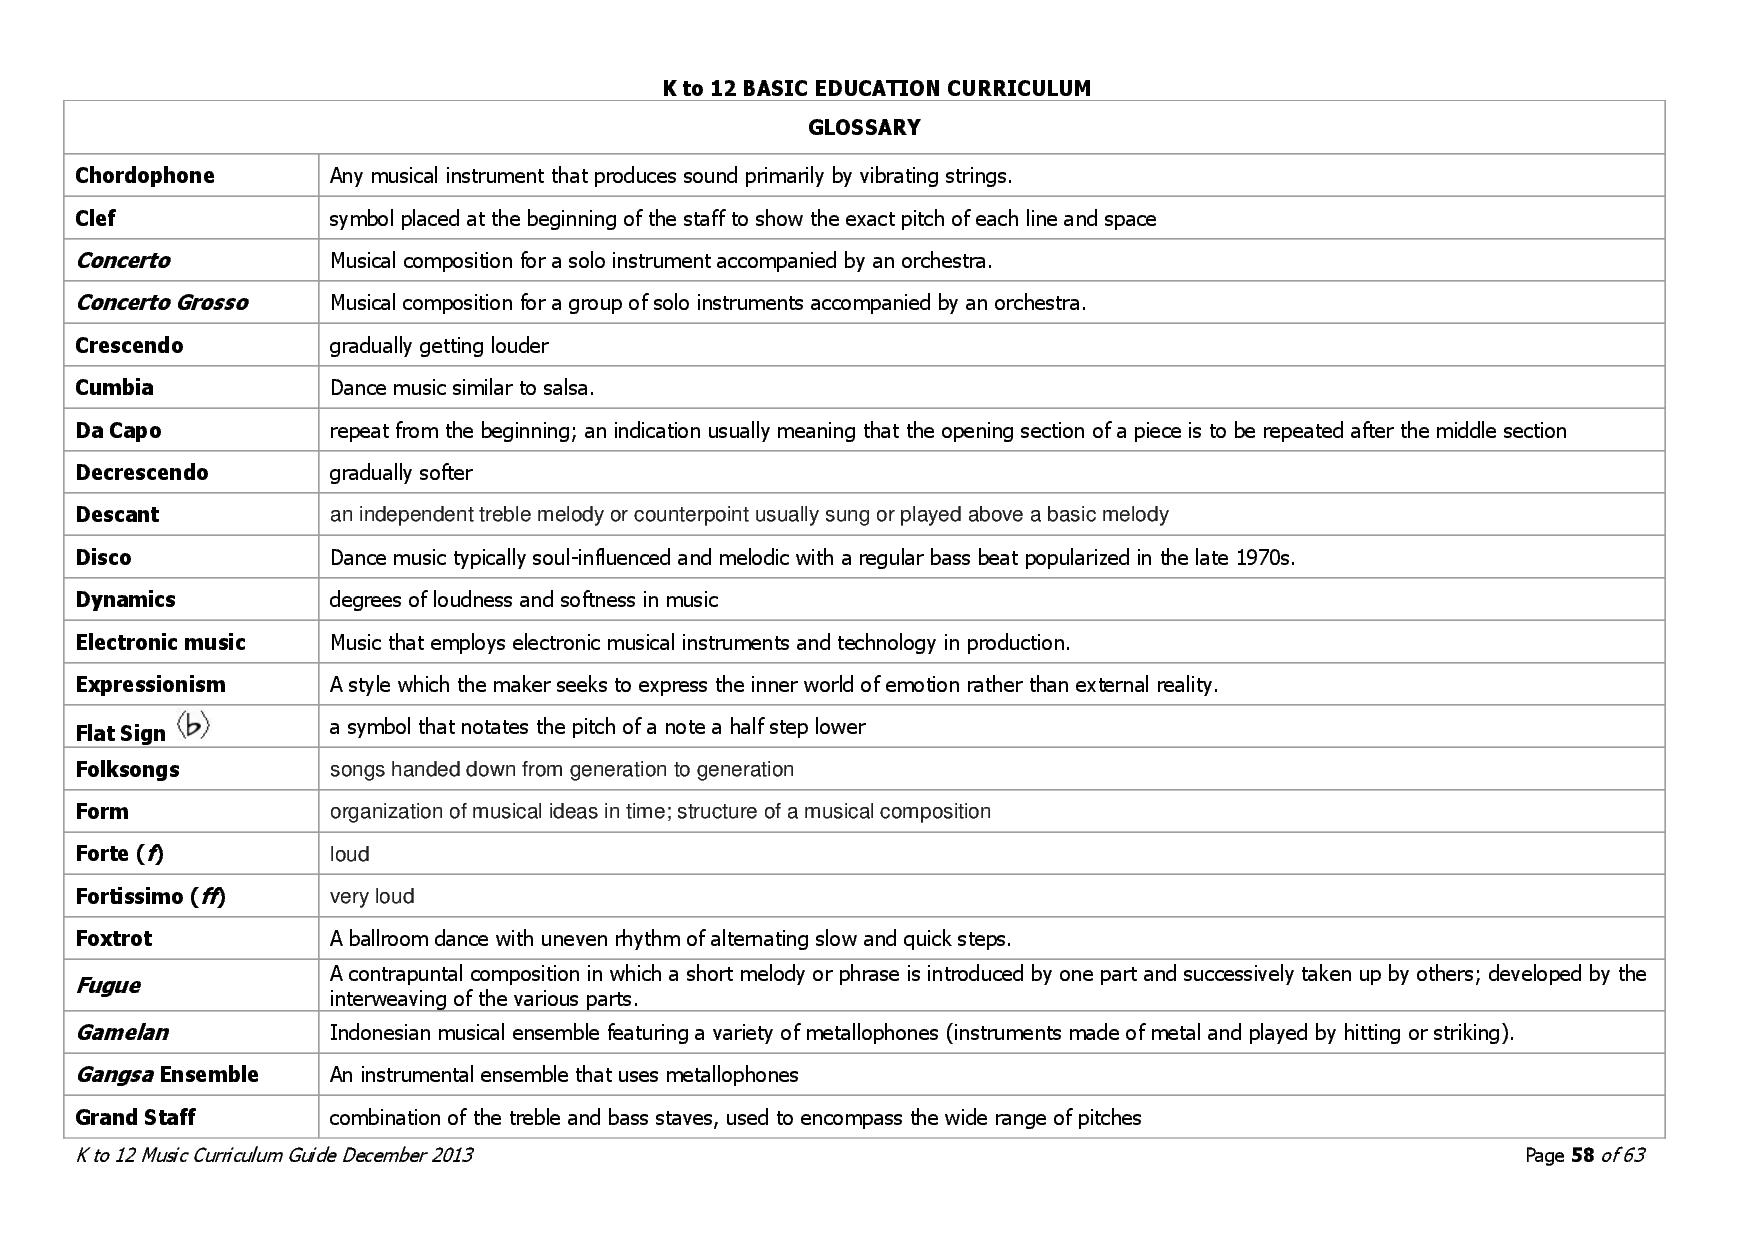 K to 12 BASIC EDUCATION CURRICULUM
GLOSSARY
Chordophone Any musical instrument that produces sound primarily by vibrating strings.
Clef symbol placed at the beginning of the staff to show the exact pitch of each line and space
Concerto Musical composition for a solo instrument accompanied by an orchestra.
Concerto Grosso Musical composition for a group of solo instruments accompanied by an orchestra.
Crescendo gradually getting louder
Cumbia Dance music similar to salsa.
Da Capo repeat from the beginning; an indication usually meaning that the opening section of a piece is to be repeated after the middle section
Decrescendo gradually softer
Descant an independent treble melody or counterpoint usually sung or played above a basic melody
Disco Dance music typically soul-influenced and melodic with a regular bass beat popularized in the late 1970s.
Dynamics degrees of loudness and softness in music
Electronic music Music that employs electronic musical instruments and technology in production.
Expressionism A style which the maker seeks to express the inner world of emotion rather than external reality.
Flat Sign (♭) a symbol that notates the pitch of a note a half step lower
Folksongs songs handed down from generation to generation
Form organization of musical ideas in time; structure of a musical composition
Forte (f) loud
Fortissimo (ff) very loud
Foxtrot A ballroom dance with uneven rhythm of alternating slow and quick steps.
Fugue A contrapuntal composition in which a short melody or phrase is introduced by one part and successively taken up by others; developed by the
interweaving of the various parts.
Gamelan Indonesian musical ensemble featuring a variety of metallophones (instruments made of metal and played by hitting or striking).
Gangsa Ensemble An instrumental ensemble that uses metallophones
Grand Staff combination of the treble and bass staves, used to encompass the wide range of pitches
K to 12 Music Curriculum Guide December 2013 Page 58 of 63